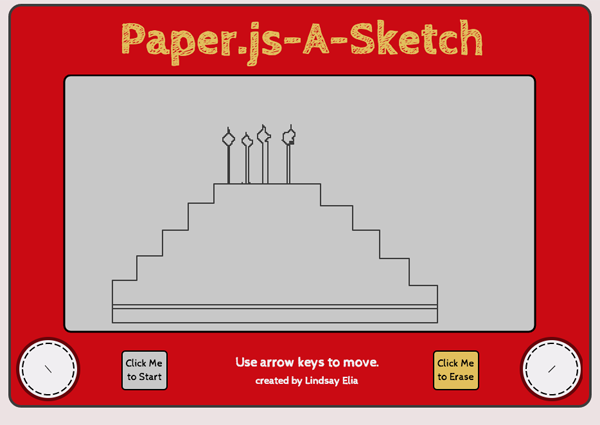 Paper.js-A-Sketch
Click Me
to Start
Use arrow keys to move.
created by Lindsay Elia
Click Me
to Erase